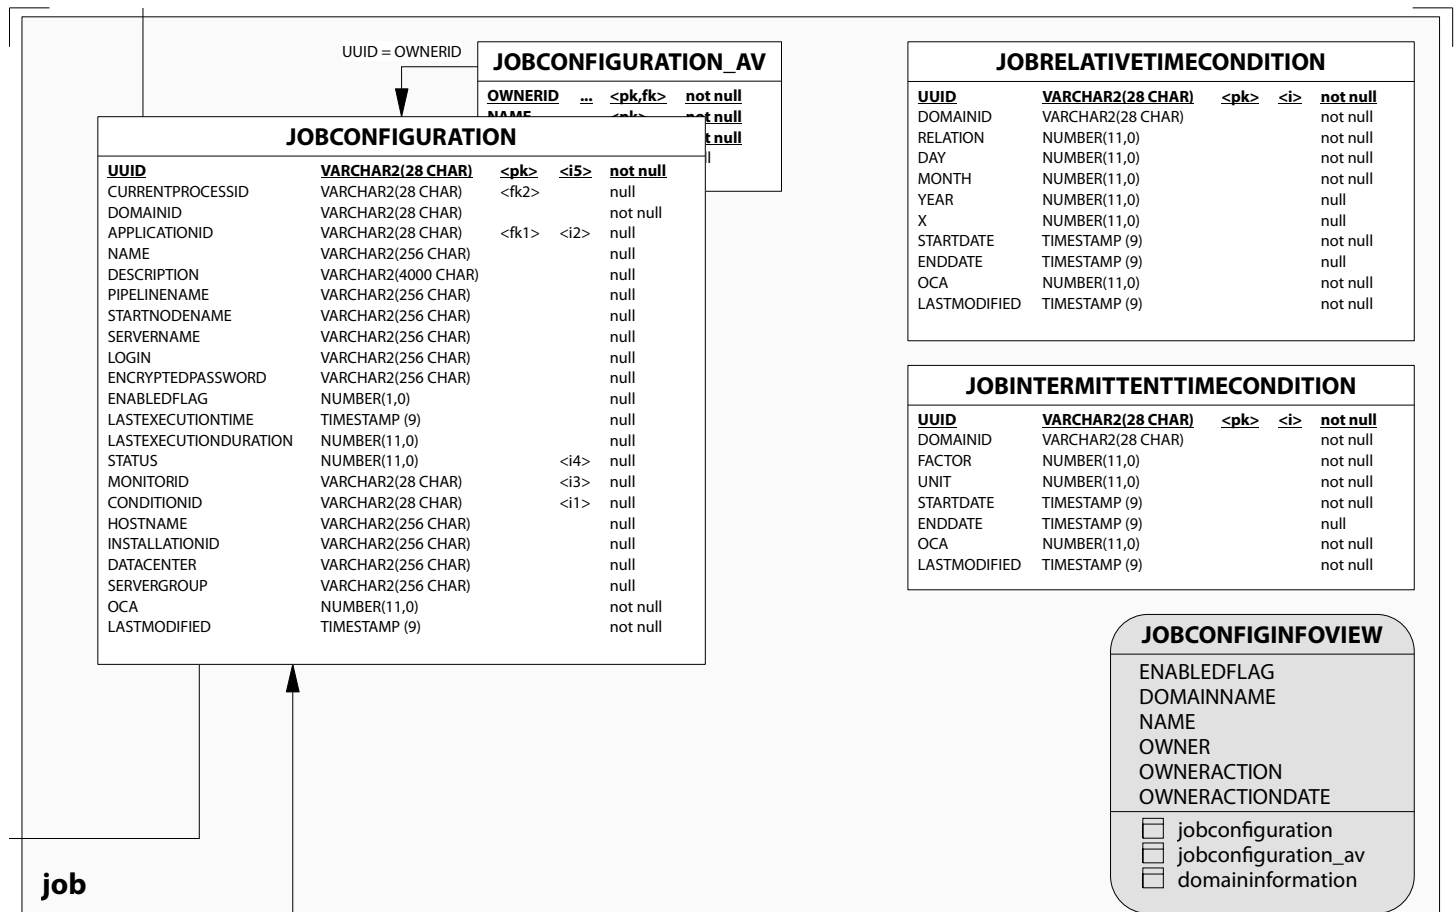 UUID = OWNERID
JOBCONFIGURATION_AV
OWNERID ... <pk,fk> not null
not null
null
JOBCONFIGURATION
UUID VARCHAR2(28 CHAR) <pk> <i5> not null
CURRENTPROCESSID VARCHAR2(28 CHAR) <fk2> null
DOMAINID VARCHAR2(28 CHAR) not null
APPLICATIONID VARCHAR2(28 CHAR) <fk1> <i2> null
NAME VARCHAR2(256 CHAR) null
DESCRIPTION VARCHAR2(4000 CHAR) null
PIPELINENAME VARCHAR2(256 CHAR) null
STARTNODENAME VARCHAR2(256 CHAR) null
SERVERNAME VARCHAR2(256 CHAR) null
LOGIN VARCHAR2(256 CHAR) null
ENCRYPTEDPASSWORD VARCHAR2(256 CHAR) null
ENABLEDFLAG NUMBER(1,0) null
LASTEXECUTIONTIME TIMESTAMP (9) null
LASTEXECUTIONDURATION NUMBER(11,0) null
STATUS NUMBER(11,0) <i4> null
MONITORID VARCHAR2(28 CHAR) <i3> null
CONDITIONID VARCHAR2(28 CHAR) <i1> null
HOSTNAME VARCHAR2(256 CHAR) null
INSTALLATIONID VARCHAR2(256 CHAR) null
DATACENTER VARCHAR2(256 CHAR) null
SERVERGROUP VARCHAR2(256 CHAR) null
OCA NUMBER(11,0) not null
LASTMODIFIED TIMESTAMP (9) not null
JOBRELATIVETIMECONDITION
UUID VARCHAR2(28 CHAR) <pk> <i> not null
DOMAINID VARCHAR2(28 CHAR) not null
RELATION NUMBER(11,0) not null
DAY NUMBER(11,0) not null
MONTH NUMBER(11,0) not null
YEAR NUMBER(11,0) null
X NUMBER(11,0) null
STARTDATE TIMESTAMP (9) not null
ENDDATE TIMESTAMP (9) null
OCA NUMBER(11,0) not null
LASTMODIFIED TIMESTAMP (9) not null
JOBINTERMITTENTTIMECONDITION
UUID VARCHAR2(28 CHAR) <pk> <i> not null
DOMAINID VARCHAR2(28 CHAR) not null
FACTOR NUMBER(11,0) not null
UNIT NUMBER(11,0) not null
STARTDATE TIMESTAMP (9) not null
ENDDATE TIMESTAMP (9) null
OCA NUMBER(11,0) not null
LASTMODIFIED TIMESTAMP (9) not null
JOBCONFIGINFOVIEW
ENABLEDFLAG
DOMAINNAME
NAME
OWNER
OWNERACTION
OWNERACTIONDATE
jobconfiguration
jobconfiguration_av
domaininformation
job